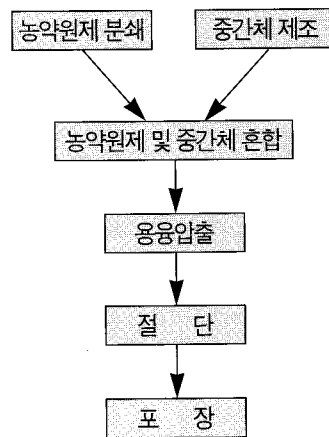 농약원제 분쇄
중간체 제조
농약원제 및 중간체 혼합
용융압출
절 단
포 장